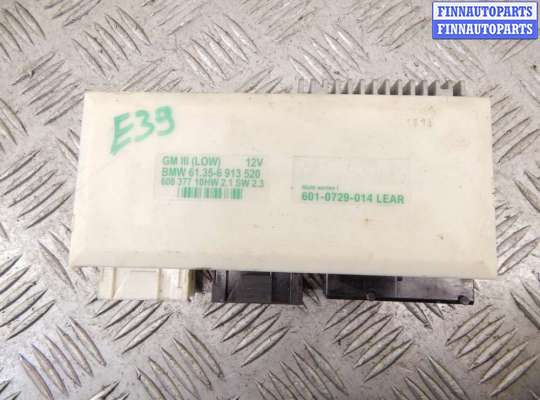 FINNAUTOPARTS
FINNAUTOPARTS
FINNAUTOPARTS
E39
GM III (LOW) 12V
BMW 61.35-6 913 520
608 377 10HW 2.1 SW 2.3
601-0729-014 LEAR